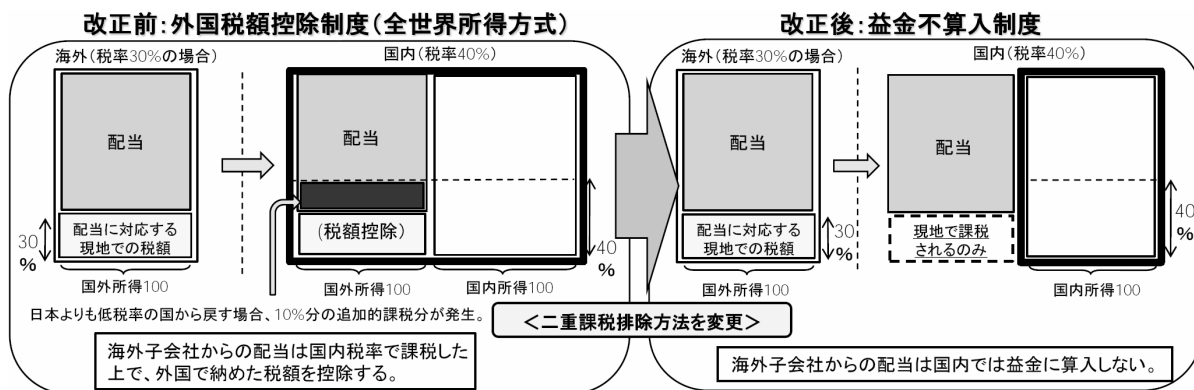 改正前:外国税額控除制度(全世界所得方式)
海外(税率30%の場合)
国内(税率40%)
配当
配当
30
%
配当に対応する
現地での税額
(税額控除)
40
%
国外所得100
国外所得100
国内所得100
日本よりも低税率の国から戻す場合、10%分の追加的課税分が発生。
海外子会社からの配当は国内税率で課税した
上で、外国で納めた税額を控除する。
<二重課税排除方法を変更>
改正後:益金不算入制度
海外(税率30%の場合)
国内(税率40%)
配当
配当
配当に対応する
現地での税額
30
%
現地で課税
されるのみ
40
%
国外所得100
国内所得100
海外子会社からの配当は国内では益金に算入しない。